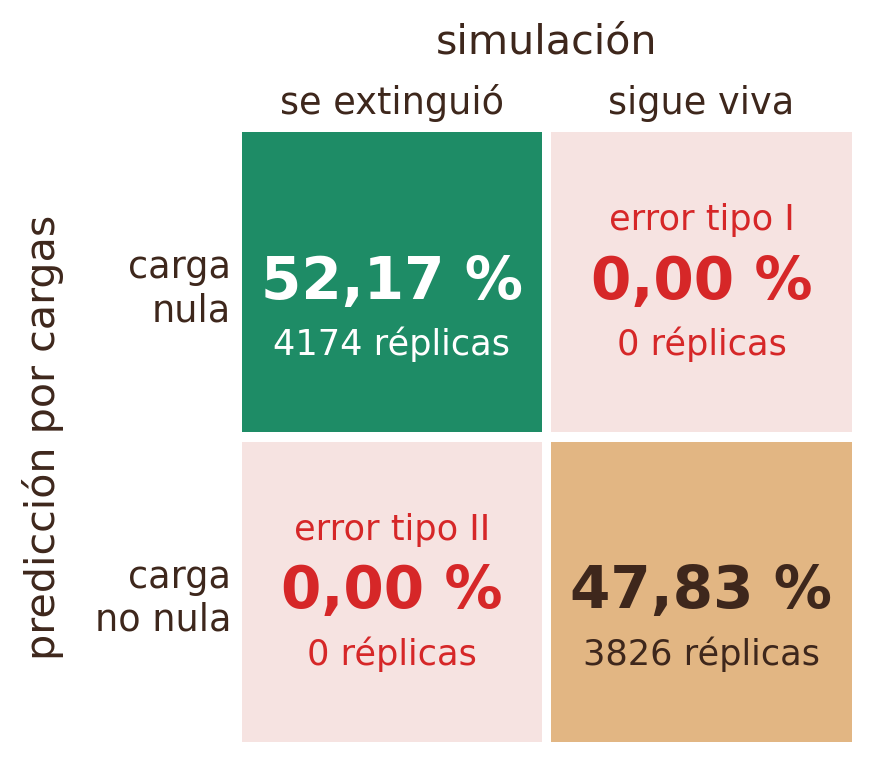 simulación
se extinguió
sigue viva
predicción por cargas
carga
nula
52,17 %
4174 réplicas
error tipo I
0,00 %
0 réplicas
carga
no nula
error tipo II
0,00 %
0 réplicas
47,83 %
3826 réplicas